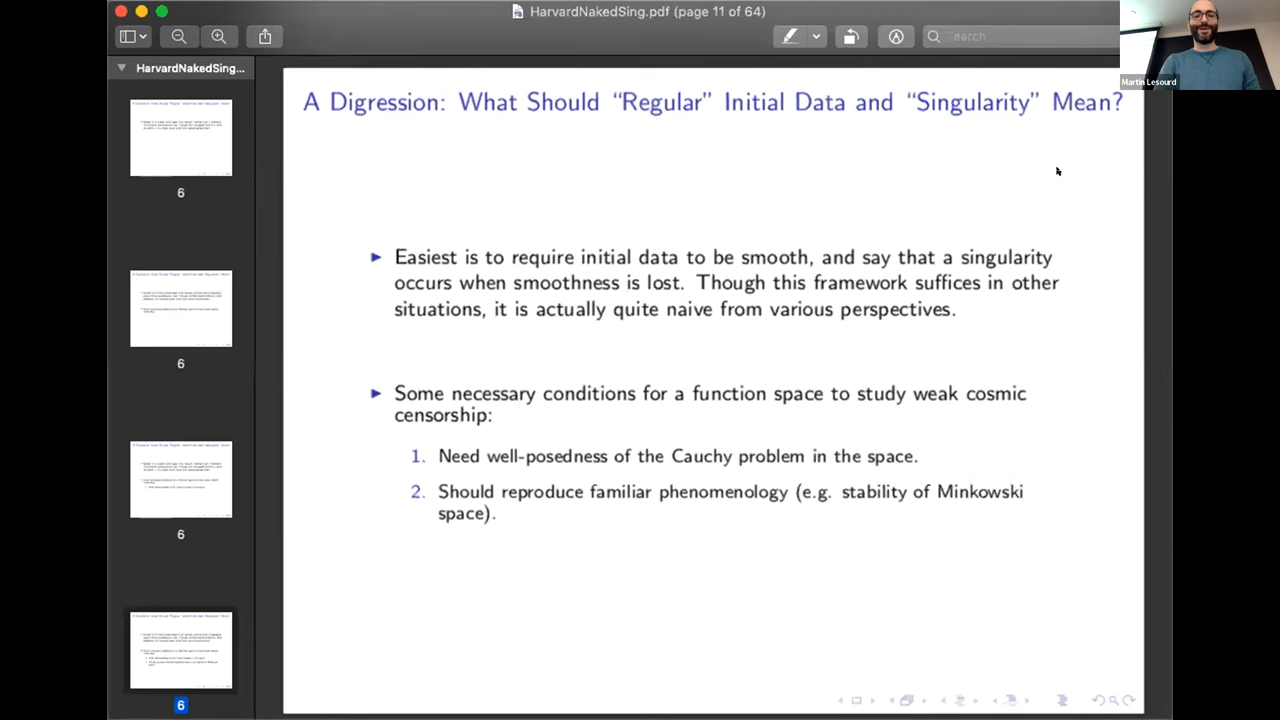 HarvardNakedSing.pdf (page 11 of 64)
earch
Martin Lesourd
HarvardNakedSing...
6
6
6
6
A Digression: What Should “Regular” Initial Data and “Singularity” Mean?
Easiest is to require initial data to be smooth, and say that a singularity
occurs when smoothness is lost. Though this framework suffices in other
situations, it is actually quite naive from various perspectives.
Some necessary conditions for a function space to study weak cosmic
censorship:
1. Need well-posedness of the Cauchy problem in the space.
2. Should reproduce familiar phenomenology (e.g. stability of Minkowski
space).